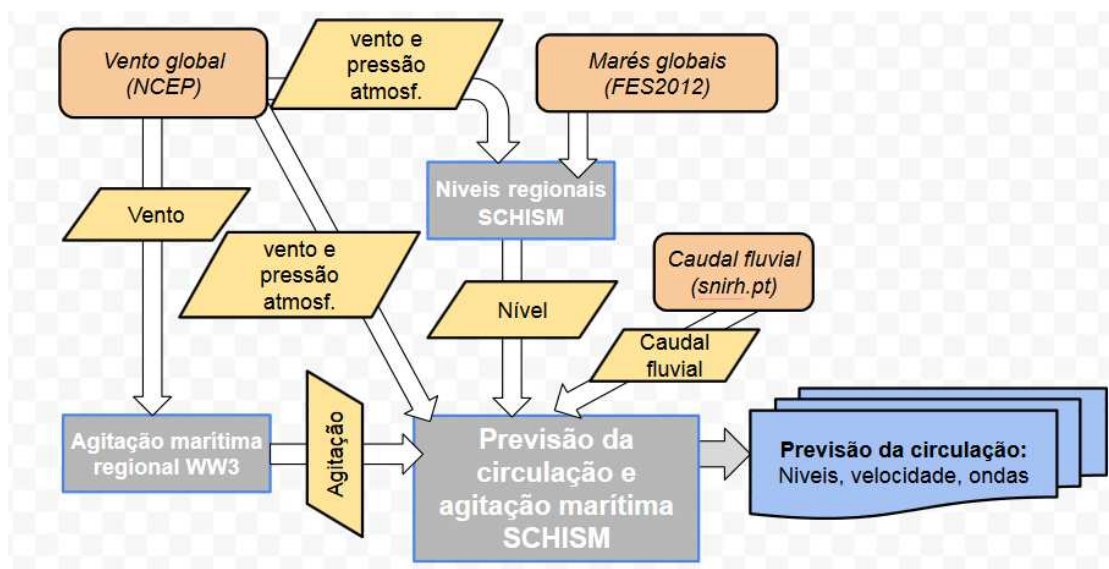 Vento global
(NCEP)
vento e
pressão
atmosf.
Marés globais
(FES2012)
Niveis regionais
SCHISM
Vento
vento e
pressão
atmosf.
Caudal fluvial
(snirh.pt)
Nível
Caudal
fluvial
Agitação marítima
regional WW3
Agitação
Previsão da
circulação e
agitação marítima
SCHISM
Previsão da circulação:
Niveis, velocidade, ondas